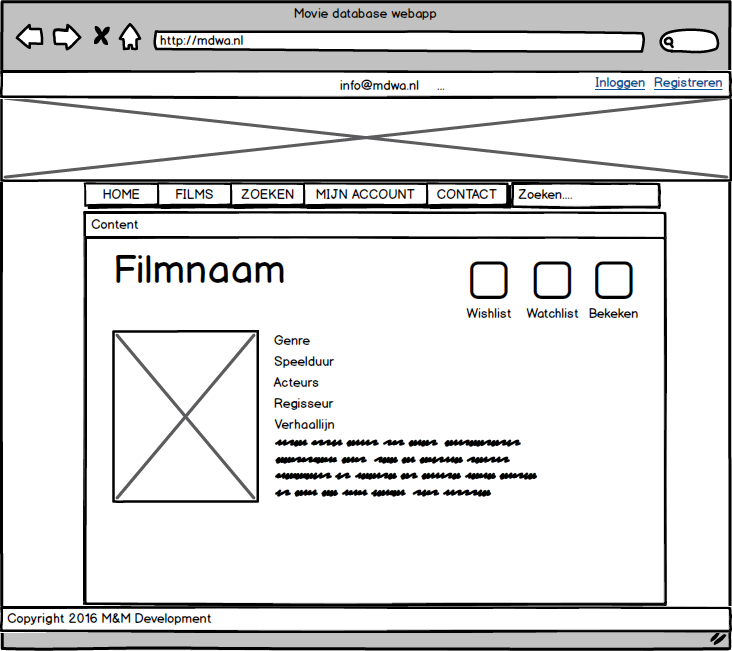 Movie database webapp
http://mdwa.nl
info@mdwa.nl ... Inloggen Registreren
HOME FILMS ZOEKEN MIJN ACCOUNT CONTACT Zoeken....
Content
Filmnaam
Wishlist Watchlist Bekeken
Genre
Speelduur
Acteurs
Regisseur
Verhaallijn
Copyright 2016 M&M Development